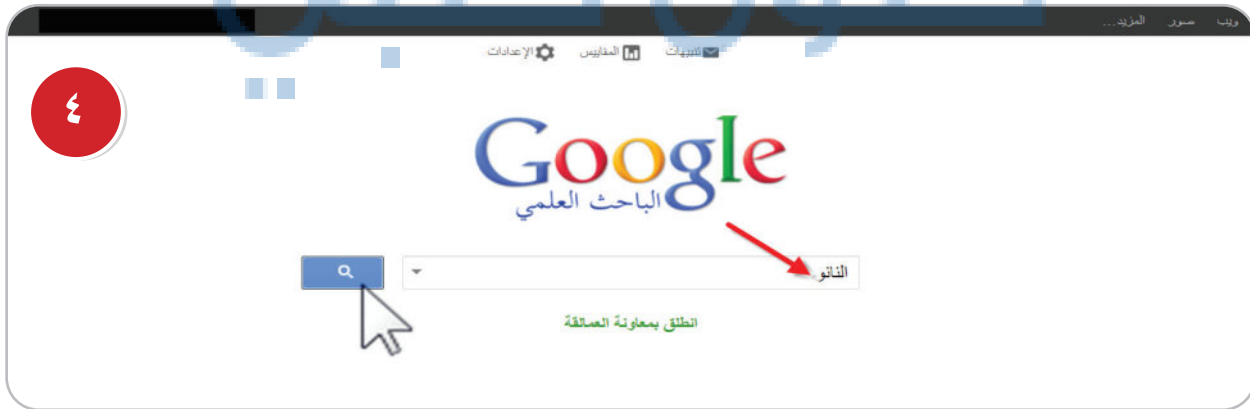 ويب صور المزيد...
تنبيهات المقاييس الإعدادات
٤
Google
الباحث العلمي
النانو
انطلق بمعاونة العمالقة